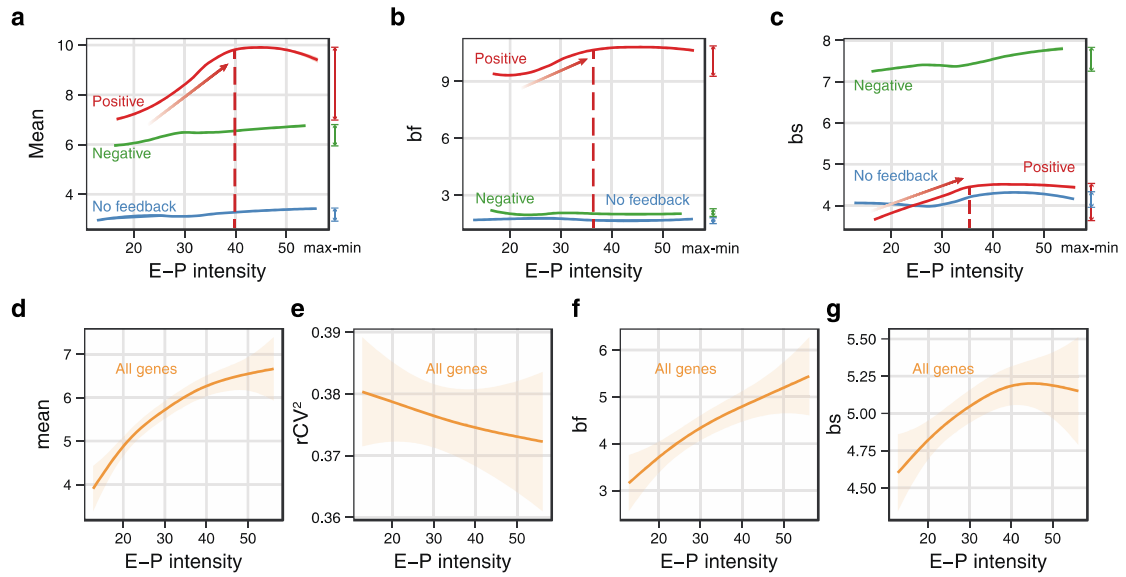 a
Mean
10
8
6
4
Positive
Negative
No feedback
20
30
40
50
max-min
E−P intensity
b
bf
9
6
3
Positive
Negative
No feedback
20
30
40
50
max-min
E−P intensity
c
bs
8
7
6
5
4
Negative
No feedback
Positive
20
30
40
50
max-min
E−P intensity
d
mean
7
6
5
4
All genes
20
30
40
50
E−P intensity
e
rCV²
0.39
0.38
0.37
0.36
All genes
20
30
40
50
E−P intensity
f
bf
6
5
4
3
All genes
20
30
40
50
E−P intensity
g
bs
5.50
5.25
5.00
4.75
4.50
All genes
20
30
40
50
E−P intensity